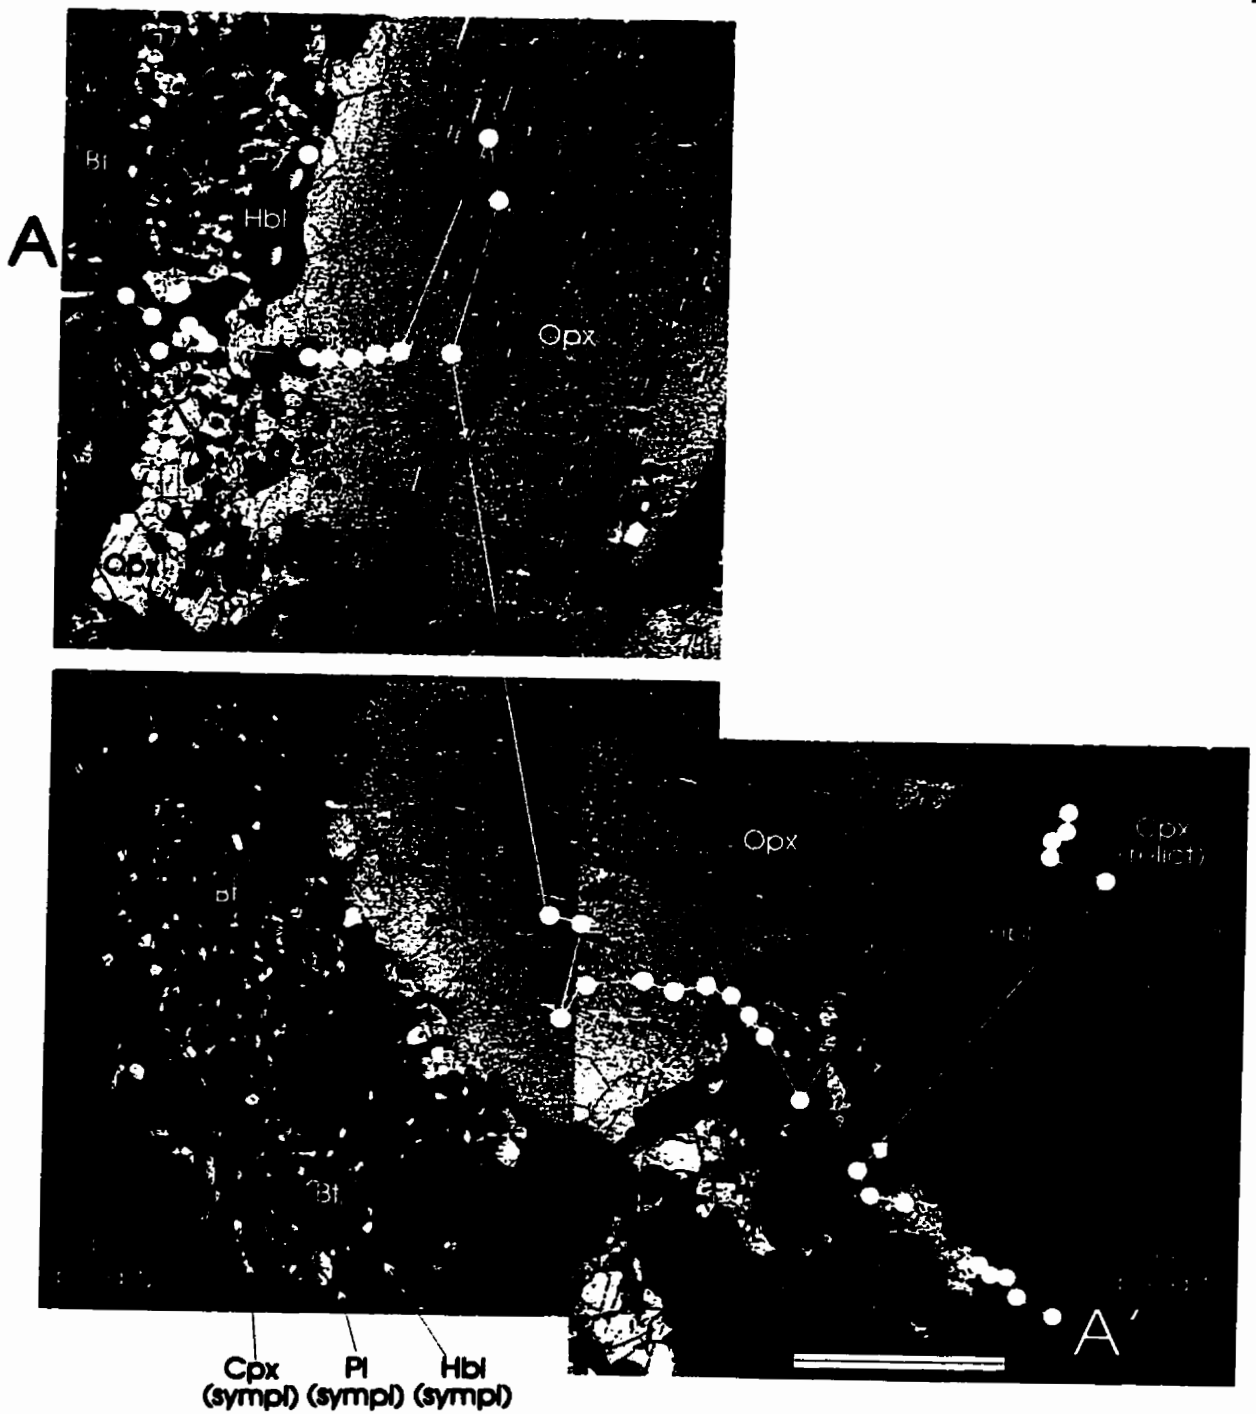 Bt
Hbl
A
Opx
Opx
Opx
Cpx
(relict)
Bt
Bt
A′
Cpx
(sympl)
Pl
(sympl)
Hbl
(sympl)